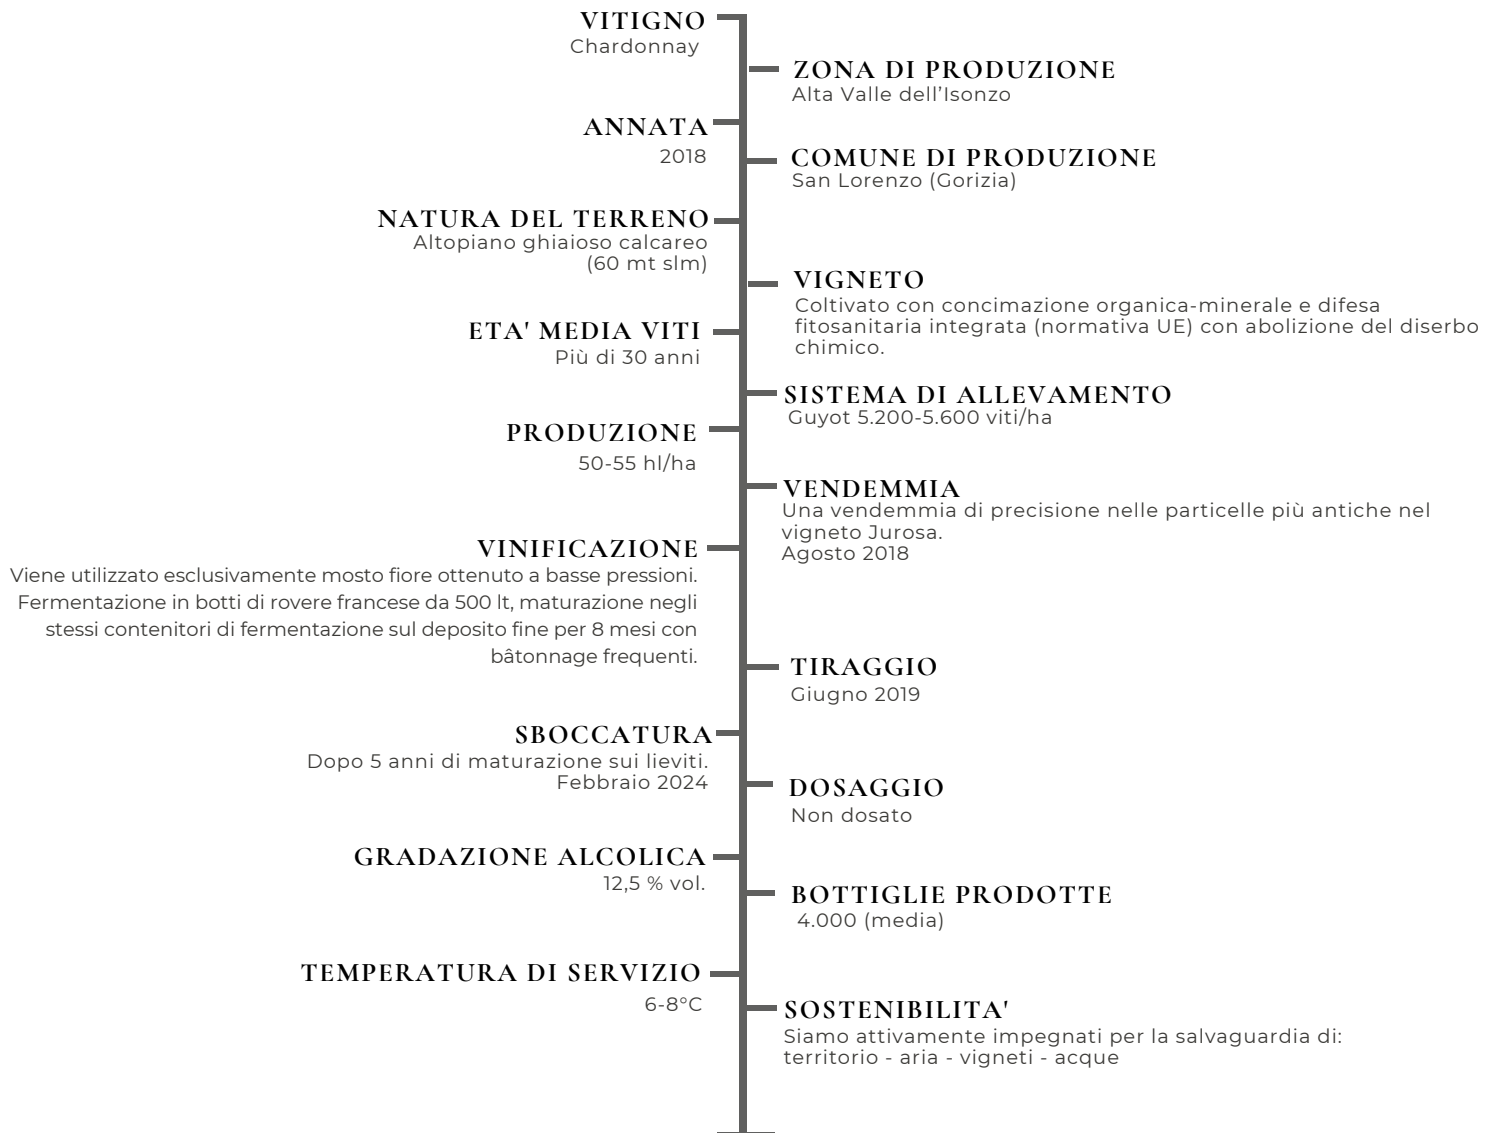 VITIGNO
Chardonnay
ZONA DI PRODUZIONE
Alta Valle dell’Isonzo
ANNATA
2018
COMUNE DI PRODUZIONE
San Lorenzo (Gorizia)
NATURA DEL TERRENO
Altopiano ghiaioso calcareo
(60 mt slm)
VIGNETO
Coltivato con concimazione organica-minerale e difesa
fitosanitaria integrata (normativa UE) con abolizione del diserbo
chimico.
ETA' MEDIA VITI
Più di 30 anni
SISTEMA DI ALLEVAMENTO
Guyot 5.200-5.600 viti/ha
PRODUZIONE
50-55 hl/ha
VENDEMMIA
Una vendemmia di precisione nelle particelle più antiche nel
vigneto Jurosa.
Agosto 2018
VINIFICAZIONE
Viene utilizzato esclusivamente mosto fiore ottenuto a basse pressioni.
Fermentazione in botti di rovere francese da 500 lt, maturazione negli
stessi contenitori di fermentazione sul deposito fine per 8 mesi con
bâtonnage frequenti.
TIRAGGIO
Giugno 2019
SBOCCATURA
Dopo 5 anni di maturazione sui lieviti.
Febbraio 2024
DOSAGGIO
Non dosato
GRADAZIONE ALCOLICA
12,5 % vol.
BOTTIGLIE PRODOTTE
4.000 (media)
TEMPERATURA DI SERVIZIO
6-8°C
SOSTENIBILITA'
Siamo attivamente impegnati per la salvaguardia di:
territorio - aria - vigneti - acque